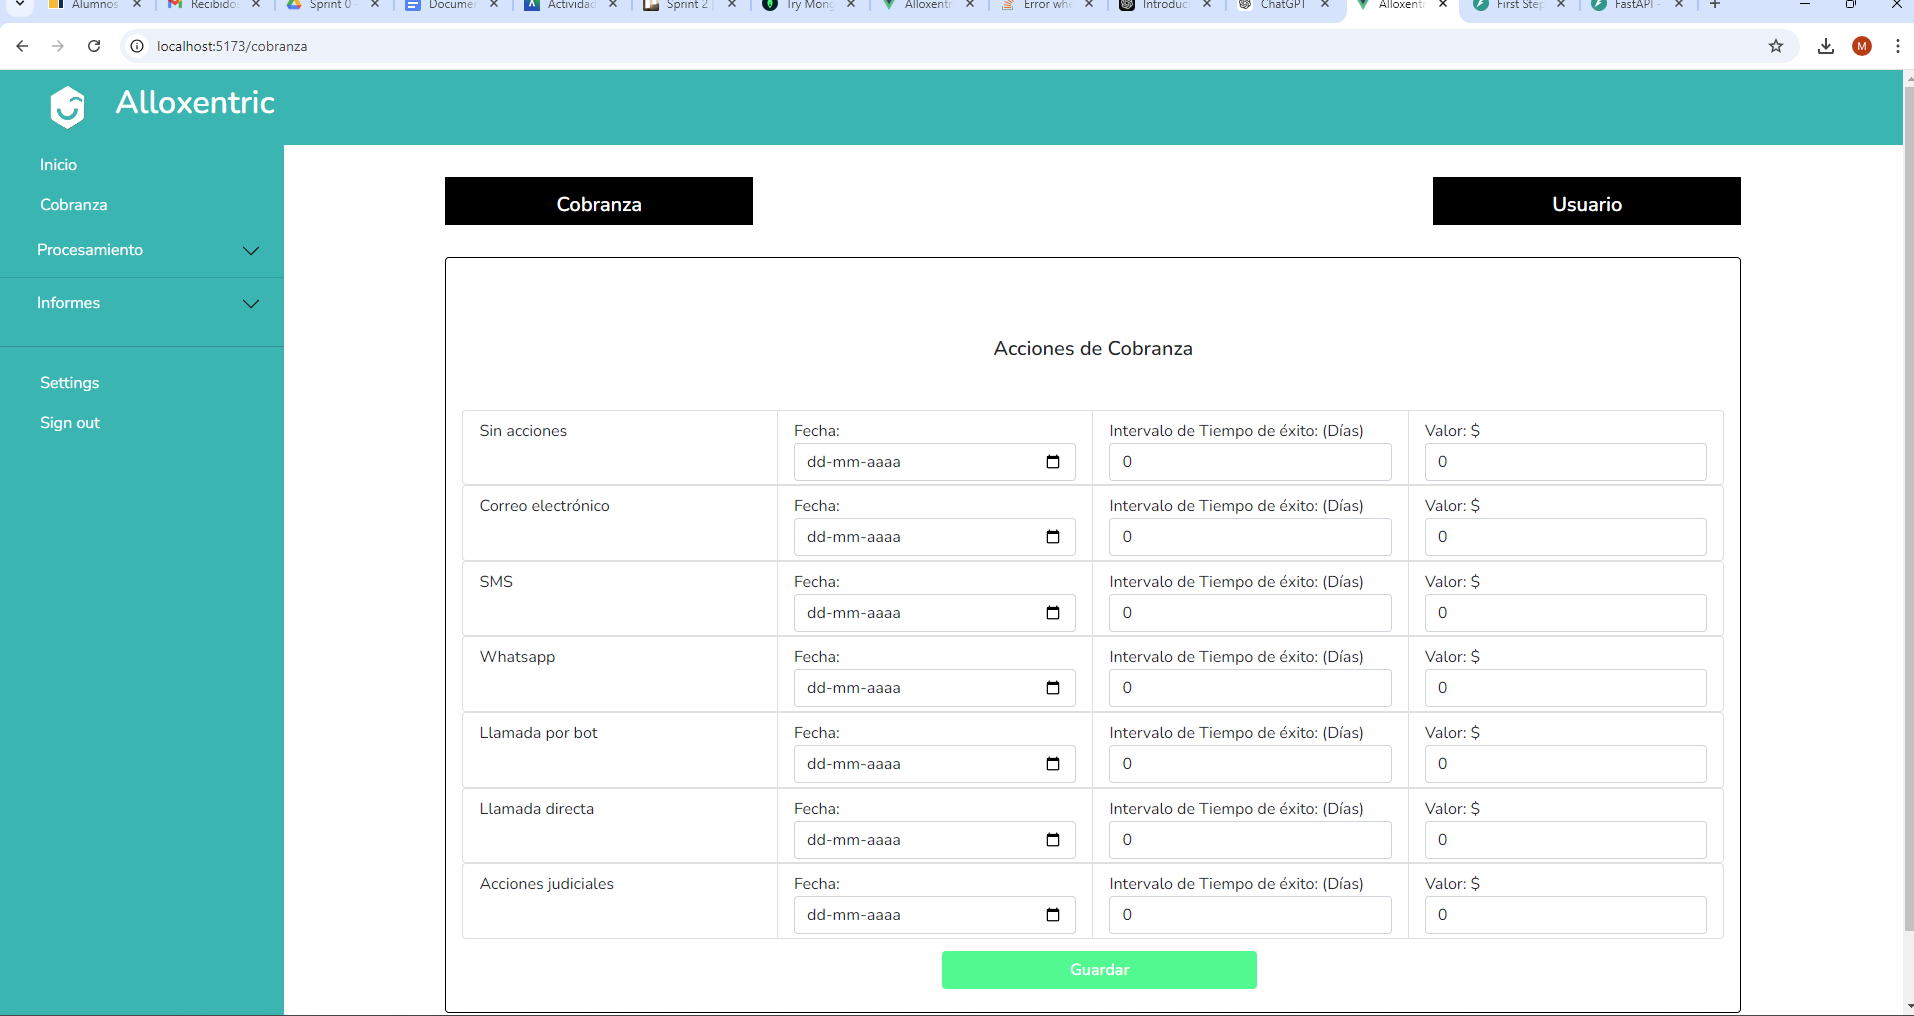 Alumnos
Recibidos
Sprint 0 -
Docume
Actividad
Sprint 2
Try Mong
Alloxentr
Error whe
Introduc
ChatGPT
Alloxentr
First Step
FastAPI -
localhost:5173/cobranza
M
Alloxentric
Inicio
Cobranza
Procesamiento
Informes
Settings
Sign out
Cobranza
Usuario
Acciones de Cobranza
Sin acciones
Fecha:
dd-mm-aaaa
Intervalo de Tiempo de éxito: (Días)
0
Valor: $
0
Correo electrónico
Fecha:
dd-mm-aaaa
Intervalo de Tiempo de éxito: (Días)
0
Valor: $
0
SMS
Fecha:
dd-mm-aaaa
Intervalo de Tiempo de éxito: (Días)
0
Valor: $
0
Whatsapp
Fecha:
dd-mm-aaaa
Intervalo de Tiempo de éxito: (Días)
0
Valor: $
0
Llamada por bot
Fecha:
dd-mm-aaaa
Intervalo de Tiempo de éxito: (Días)
0
Valor: $
0
Llamada directa
Fecha:
dd-mm-aaaa
Intervalo de Tiempo de éxito: (Días)
0
Valor: $
0
Acciones judiciales
Fecha:
dd-mm-aaaa
Intervalo de Tiempo de éxito: (Días)
0
Valor: $
0
Guardar